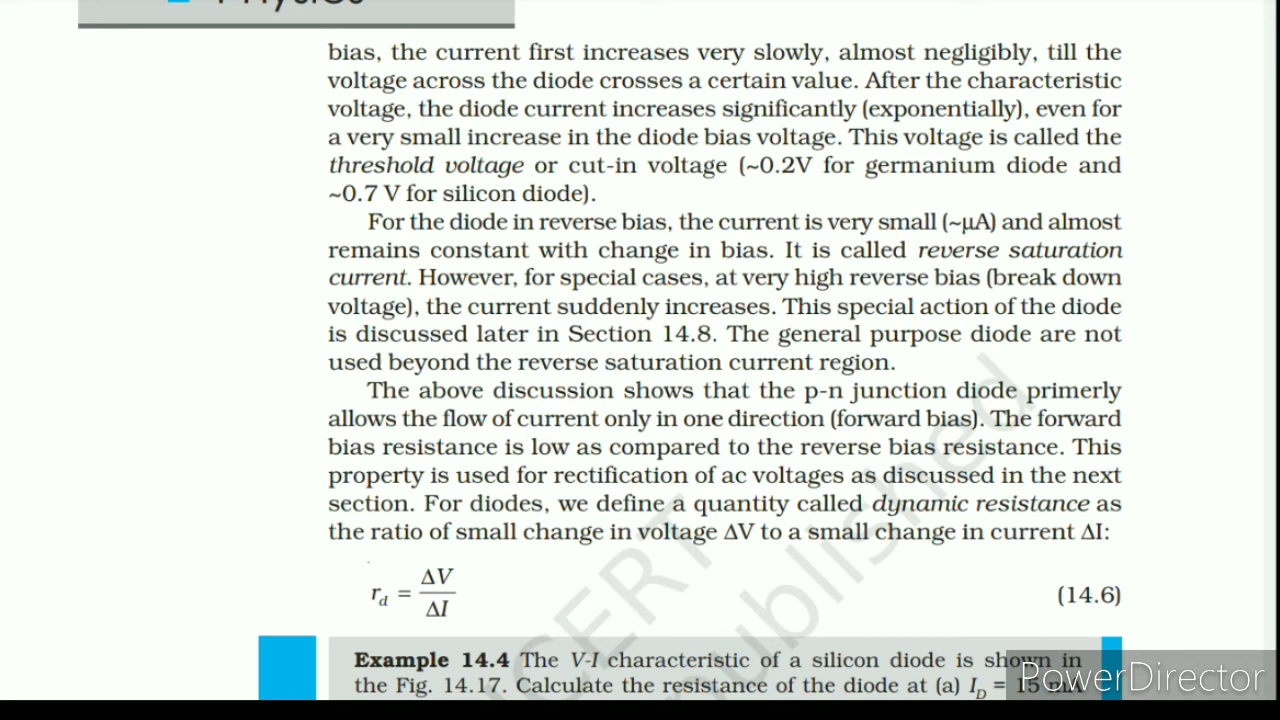 Physics
bias, the current first increases very slowly, almost negligibly, till the
voltage across the diode crosses a certain value. After the characteristic
voltage, the diode current increases significantly (exponentially), even for
a very small increase in the diode bias voltage. This voltage is called the
threshold voltage or cut-in voltage (~0.2V for germanium diode and
~0.7 V for silicon diode).
For the diode in reverse bias, the current is very small (~µA) and almost
remains constant with change in bias. It is called reverse saturation
current. However, for special cases, at very high reverse bias (break down
voltage), the current suddenly increases. This special action of the diode
is discussed later in Section 14.8. The general purpose diode are not
used beyond the reverse saturation current region.
The above discussion shows that the p-n junction diode primerly
allows the flow of current only in one direction (forward bias). The forward
bias resistance is low as compared to the reverse bias resistance. This
property is used for rectification of ac voltages as discussed in the next
section. For diodes, we define a quantity called dynamic resistance as
the ratio of small change in voltage ΔV to a small change in current ΔI:
r_d = ΔV/ΔI (14.6)
Example 14.4 The V-I characteristic of a silicon diode is shown in
the Fig. 14.17. Calculate the resistance of the diode at (a) I_D = 15 mA
NCERT
published
PowerDirector